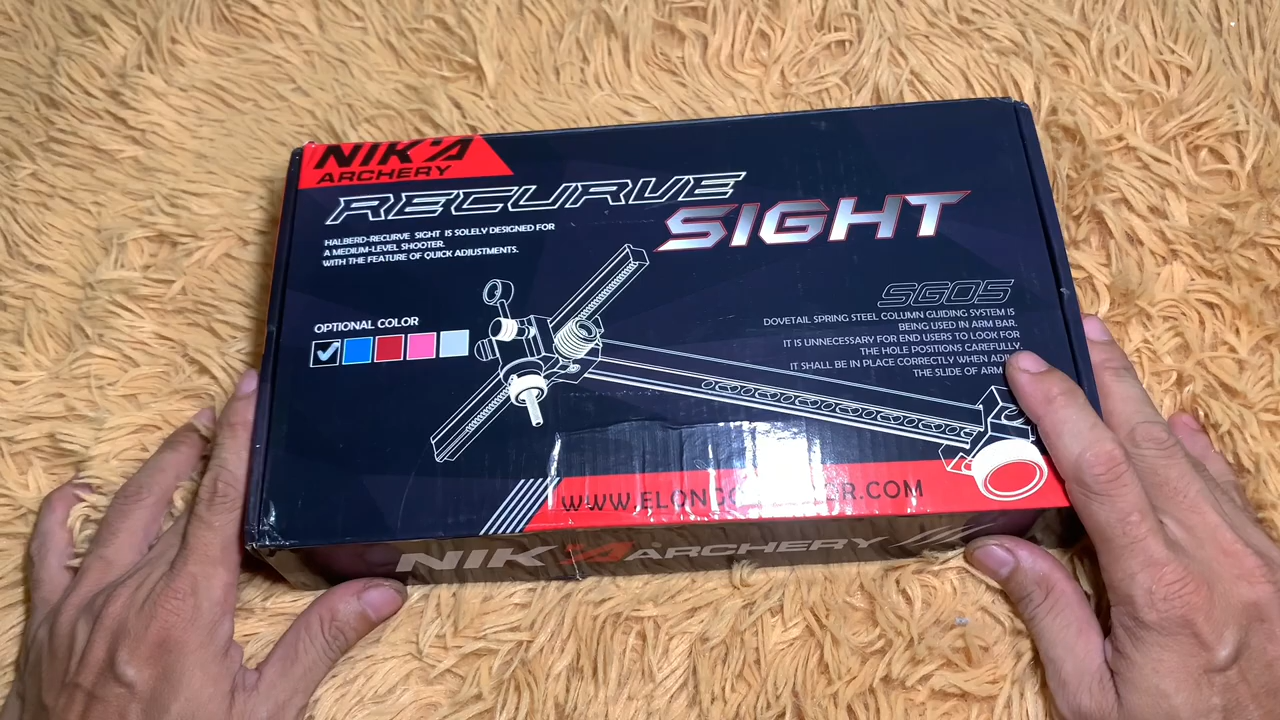 NIK'A
ARCHERY
RECURVE
SIGHT
HALBERD-RECURVE SIGHT IS SOLELY DESIGNED FOR
A MEDIUM-LEVEL SHOOTER.
WITH THE FEATURE OF QUICK ADJUSTMENTS.
OPTIONAL COLOR
SG05
DOVETAIL SPRING STEEL COLUMN GUIDING SYSTEM IS
BEING USED IN ARM BAR.
IT IS UNNECESSARY FOR END USERS TO LOOK FOR
THE HOLE POSITIONS CAREFULLY.
IT SHALL BE IN PLACE CORRECTLY WHEN
THE SLIDE OF ARM
NIK'A ARCHERY